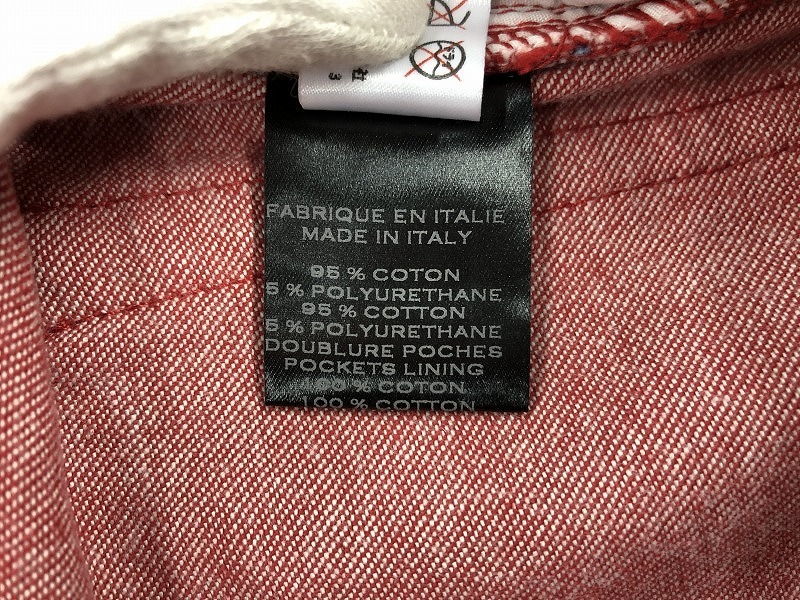 FABRIQUE EN ITALIE
MADE IN ITALY
95 % COTON
5 % POLYURETHANE
95 % COTTON
5 % POLYURETHANE
DOUBLURE POCHES
POCKETS LINING
100 % COTON
100 % COTTON